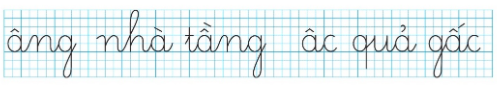 âng nhà tầng âc quả gấc